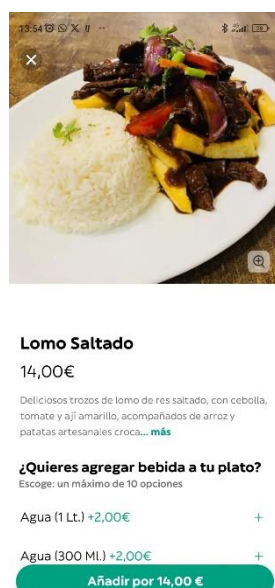 13:54
Lomo Saltado
14,00€
Deliciosos trozos de lomo de res saltado, con cebolla,
tomate y ají amarillo, acompañados de arroz y
patatas artesanales croca... más
¿Quieres agregar bebida a tu plato?
Escoge: un máximo de 10 opciones
Agua (1 Lt.) +2,00€ +
Agua (300 Ml.) +2,00€ +
Añadir por 14,00 €